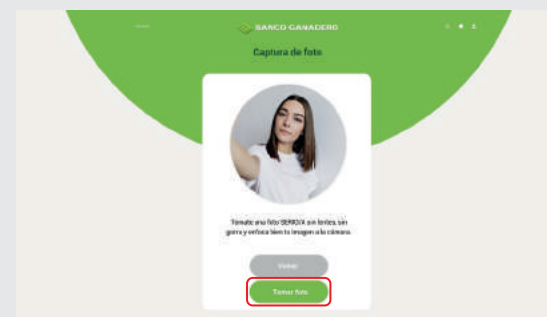 BANCO GANADERO
Captura de foto
Tómate una foto SERIO/A sin lentes, sin
gorra y enfoca bien tu imagen a la cámara.
Volver
Tomar foto